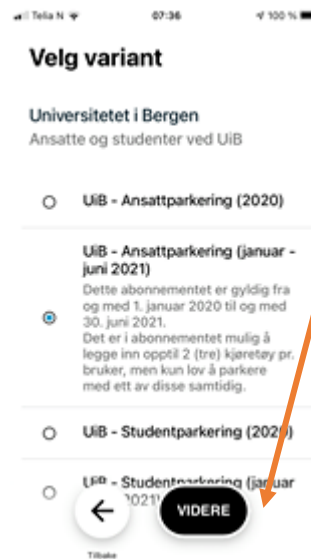 Telia N 07:36 100 %
Velg variant
Universitetet i Bergen
Ansatte og studenter ved UiB
UiB - Ansattparkering (2020)
UiB - Ansattparkering (januar -
juni 2021)
Dette abonnementet er gyldig fra
og med 1. januar 2020 til og med
30. juni 2021.
Det er i abonnementet mulig å
legge inn opptil 2 (tre) kjøretøy pr.
bruker, men kun lov å parkere
med ett av disse samtidig.
UiB - Studentparkering (2020)
UiB - Studentparkering (januar
2021)
VIDERE
Tilbake